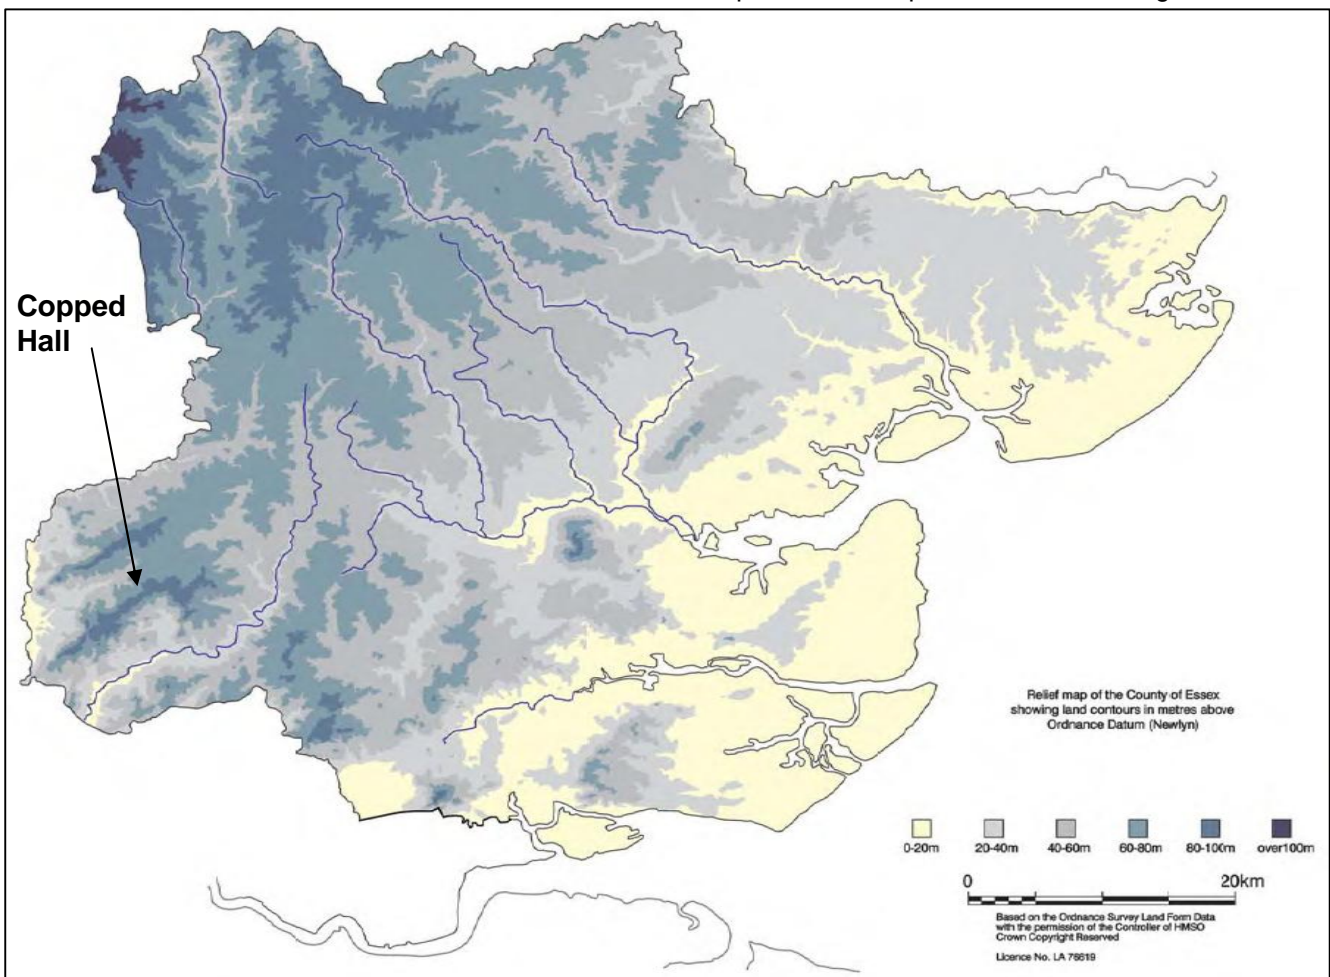 Copped
Hall
Relief map of the County of Essex
showing land contours in metres above
Ordnance Datum (Newlyn)
0-20m 20-40m 40-60m 60-80m 80-100m over100m
0 20km
Based on the Ordnance Survey Land Form Data
with the permission of the Controller of HMSO
Crown Copyright Reserved
Licence No. LA 76619